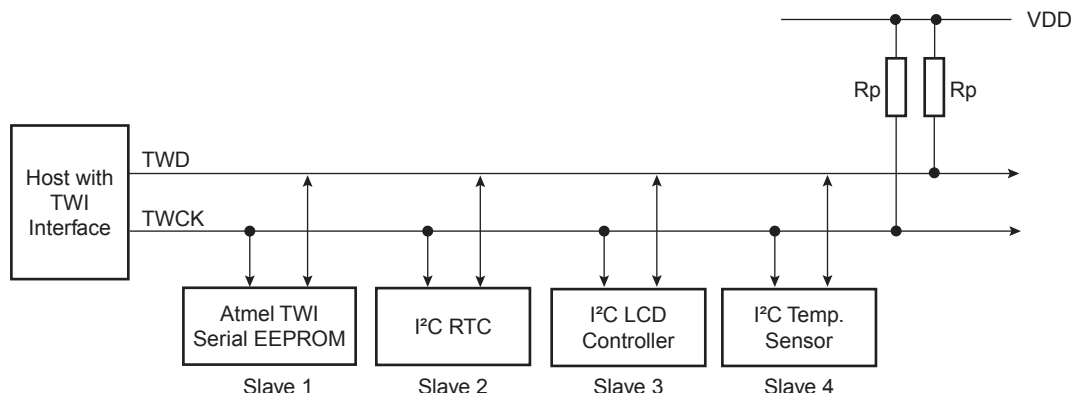 VDD
Rp Rp
Host with
TWI
Interface
TWD
TWCK
Atmel TWI
Serial EEPROM
I²C RTC
I²C LCD
Controller
I²C Temp.
Sensor
Slave 1
Slave 2
Slave 3
Slave 4